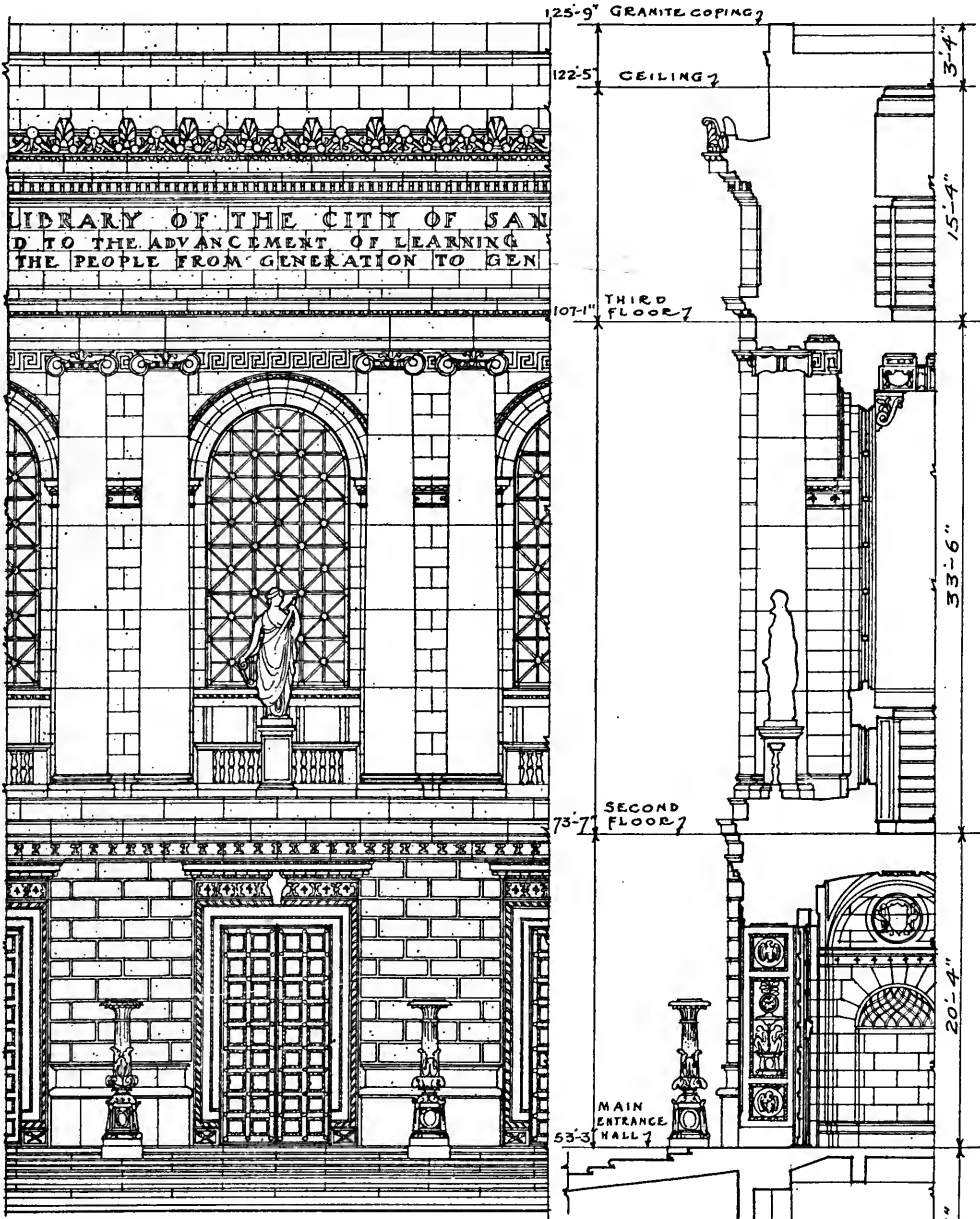 125'-9" GRANITE COPING
3'-4"
122'-5" CEILING
15'-4"
LIBRARY OF THE CITY OF SAN
D TO THE ADVANCEMENT OF LEARNING
THE PEOPLE FROM GENERATION TO GEN
107'-1" THIRD
FLOOR
33'-6"
73'-7" SECOND
FLOOR
20'-4"
MAIN
ENTRANCE
53'-3" HALL